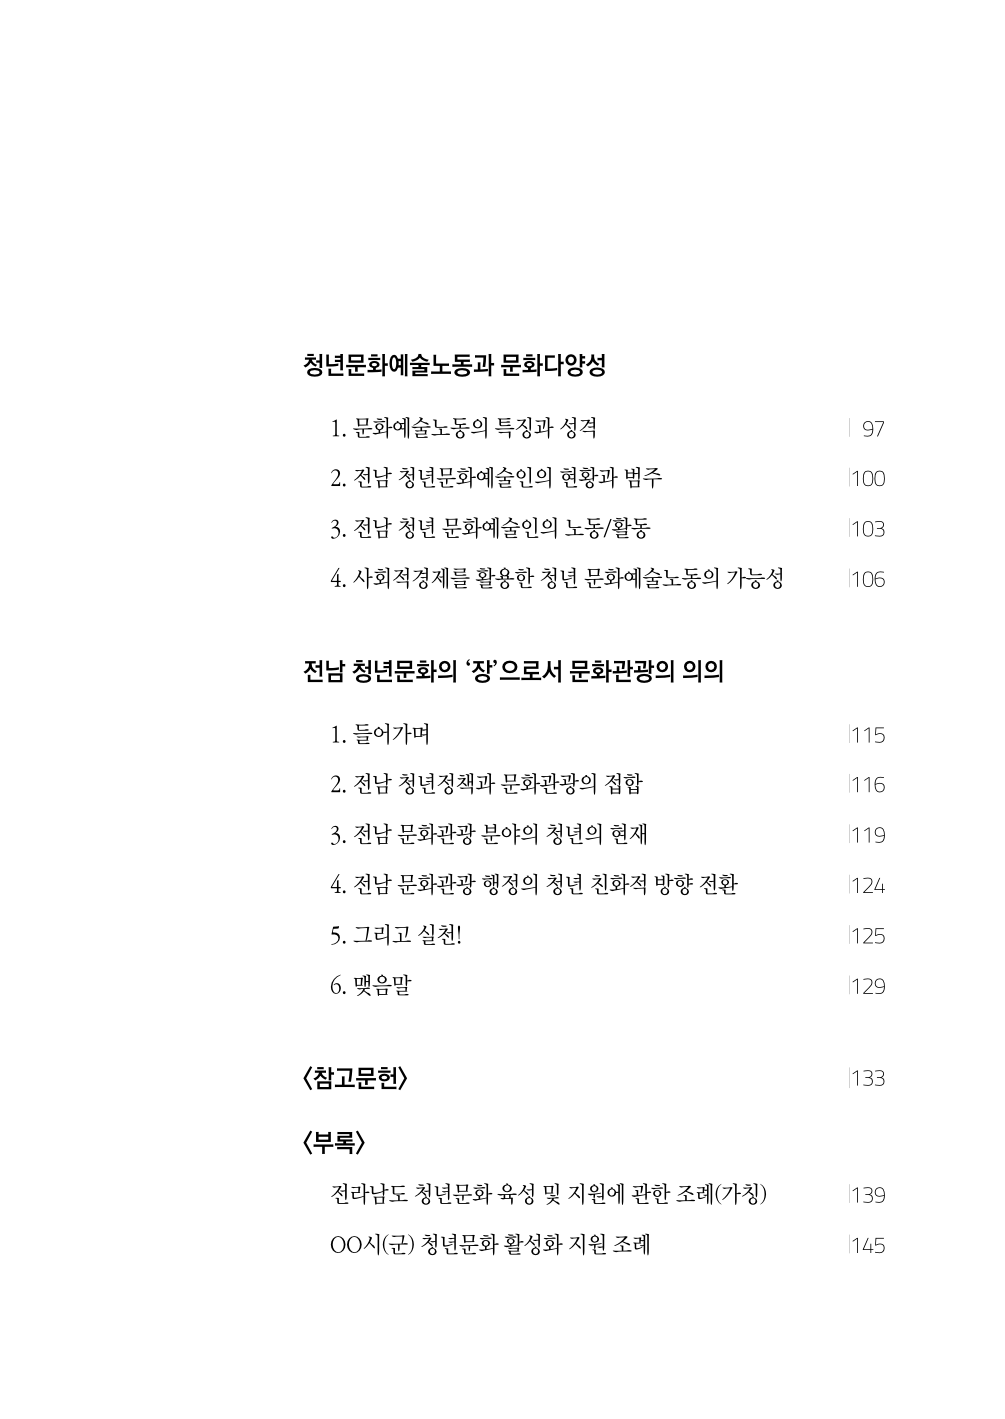 청년문화예술노동과 문화다양성
1. 문화예술노동의 특징과 성격 | 97
2. 전남 청년문화예술인의 현황과 범주 |100
3. 전남 청년 문화예술인의 노동/활동 |103
4. 사회적경제를 활용한 청년 문화예술노동의 가능성 |106
전남 청년문화의 ‘장’으로서 문화관광의 의의
1. 들어가며 |115
2. 전남 청년정책과 문화관광의 접합 |116
3. 전남 문화관광 분야의 청년의 현재 |119
4. 전남 문화관광 행정의 청년 친화적 방향 전환 |124
5. 그리고 실천! |125
6. 맺음말 |129
〈참고문헌〉 |133
〈부록〉
전라남도 청년문화 육성 및 지원에 관한 조례(가칭) |139
OO시(군) 청년문화 활성화 지원 조례 |145